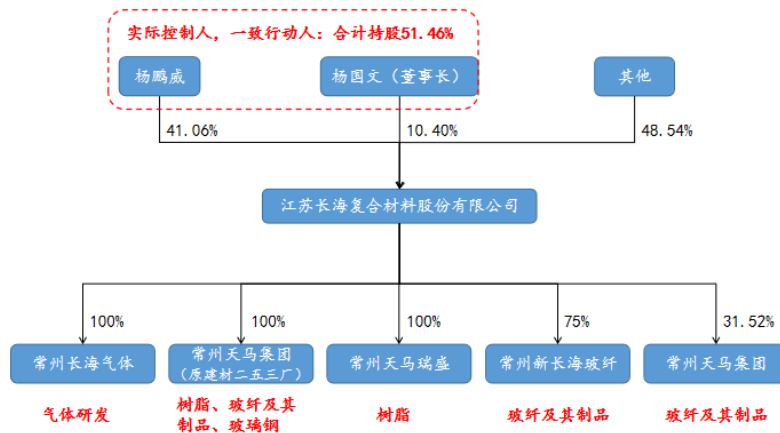 实际控制人，一致行动人：合计持股51.46%
杨鹏威
杨国文（董事长）
其他
41.06%
10.40%
48.54%
江苏长海复合材料股份有限公司
100%
100%
100%
75%
31.52%
常州长海气体
常州天马集团
（原建材二五三厂）
常州天马瑞盛
常州新长海玻纤
常州天马集团
气体研发
树脂、玻纤及其
制品、玻璃钢
树脂
玻纤及其制品
玻纤及其制品